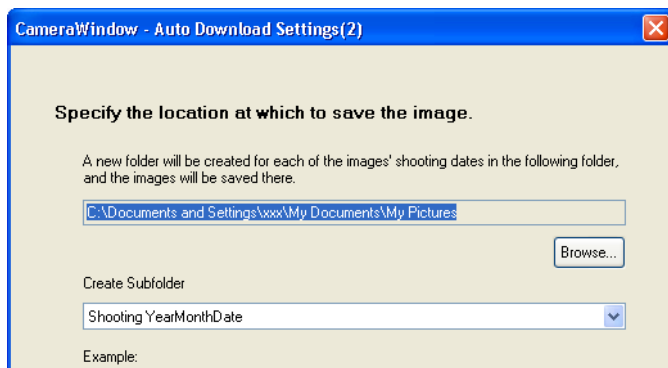 CameraWindow - Auto Download Settings(2)
Specify the location at which to save the image.
A new folder will be created for each of the images' shooting dates in the following folder,
and the images will be saved there.
C:\Documents and Settings\xxx\My Documents\My Pictures
Browse...
Create Subfolder
Shooting YearMonthDate
Example: